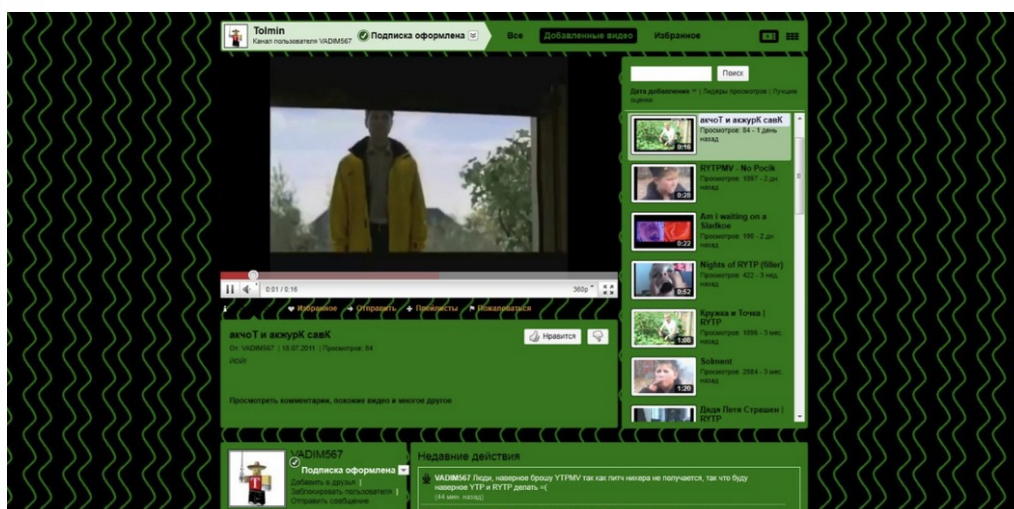 Tolmin
Канал пользователя VADIM567
Подписка оформлена
Все
Добавленные видео
Избранное
Поиск
Дата добавления | Лидеры просмотров | Лучшие
оценки
акчоТ и акжурК савК
Просмотров: 84 - 1 день
назад
0:16
RYTPMV - No Pocik
Просмотров: 1097 - 2 дн.
назад
0:28
Am I waiting on a
Sladkoe
Просмотров: 190 - 2 дн.
назад
0:22
Nights of RYTP (filler)
Просмотров: 422 - 3 нед.
назад
0:52
Кружка и Точка |
RYTP
Просмотров: 1896 - 3 мес.
назад
1:08
Solment
Просмотров: 2584 - 3 мес.
назад
1:20
Дядя Петя Страшен |
RYTP
0:01 / 0:16
360p
Избранное
Отправить
Плейлисты
Пожаловаться
акчоТ и акжурК савК
Нравится
От: VADIM567 | 18.07.2011 | Просмотров: 84
Просмотреть комментарии, похожие видео и многое другое
VADIM567
Подписка оформлена
Добавить в друзья |
Заблокировать пользователя |
Отправить сообщение
T
Недавние действия
VADIM567 Люди, наверное брошу YTPMV так как питч нихера не получается, так что буду
наверное YTP и RYTP делать =(
(44 мин. назад)